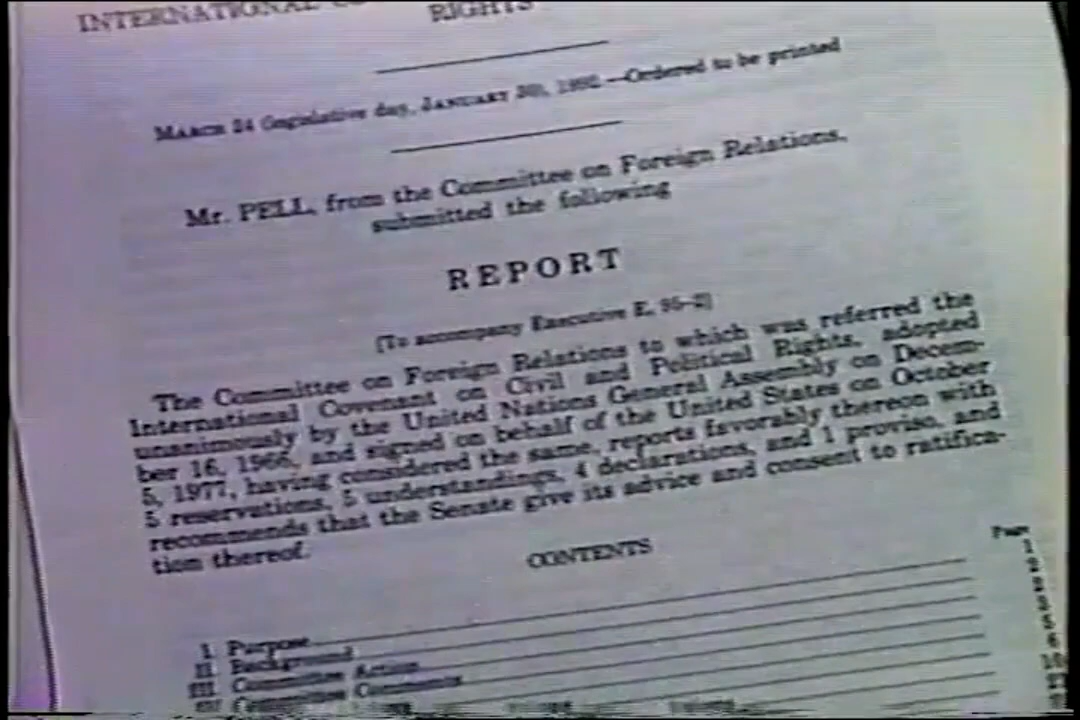 INTERNATIONAL CO
RIGHTS
MARCH 24 (legislative day, JANUARY 30), 1992.—Ordered to be printed
Mr. PELL, from the Committee on Foreign Relations,
submitted the following
REPORT
[To accompany Executive E, 95-2]
The Committee on Foreign Relations to which was referred the
International Covenant on Civil and Political Rights, adopted
unanimously by the United Nations General Assembly on Decem-
ber 16, 1966, and signed on behalf of the United States on October
5, 1977, having considered the same, reports favorably thereon with
5 reservations, 5 understandings, 4 declarations, and 1 proviso, and
recommends that the Senate give its advice and consent to ratifica-
tion thereof.
CONTENTS
Page
I. Purpose 1
II. Background
III. Committee Action
IV. Committee Comments